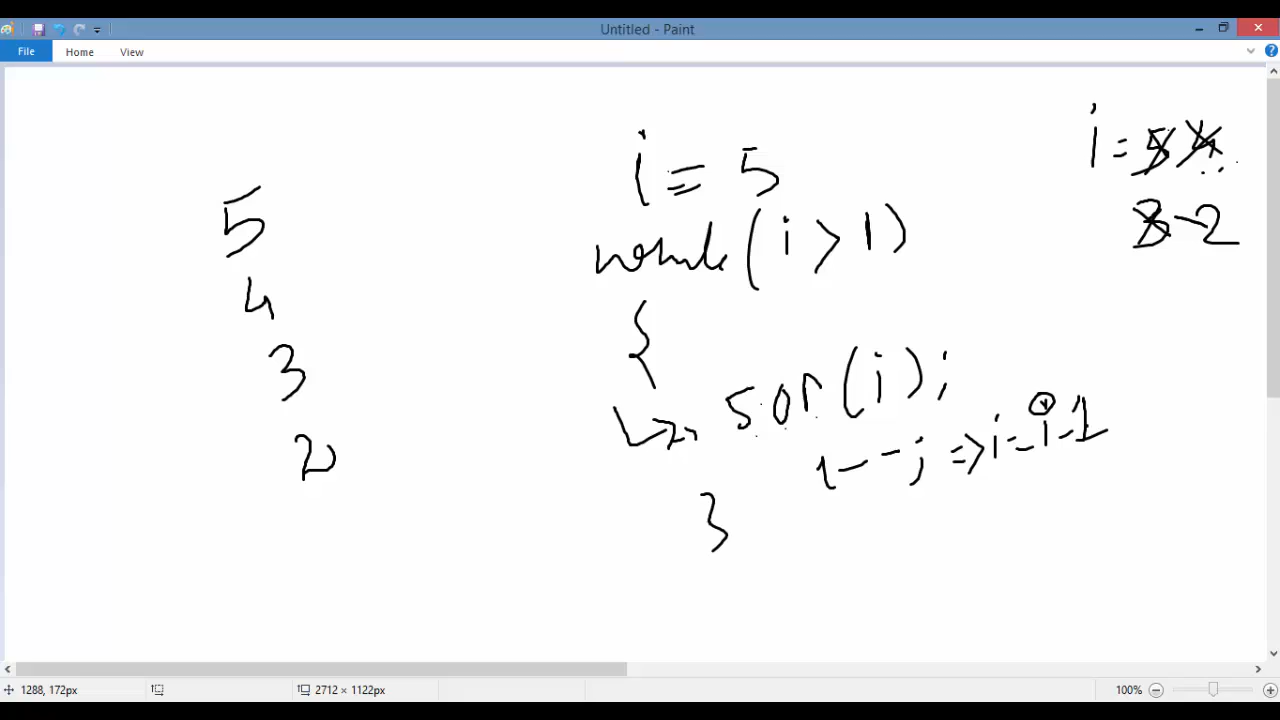 Untitled - Paint
File Home View
i = 5
while(i > 1)
{
sop(i);
i--; => i = i - 1
}
5
4
3
2
i = 5 4
3 2
1288, 172px
2712 × 1122px
100%